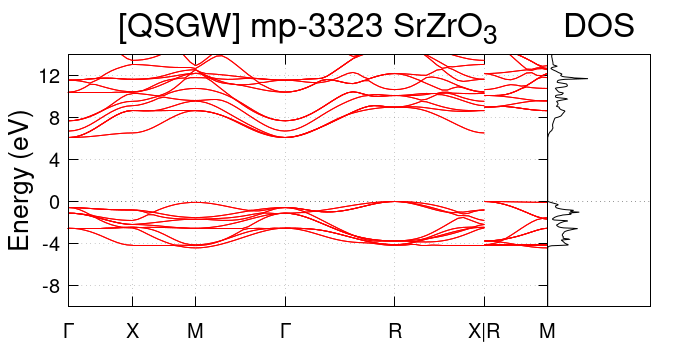 [QSGW] mp-3323 SrZrO₃ DOS
Energy (eV)
12
8
4
0
-4
-8
Γ X M Γ R X|R M